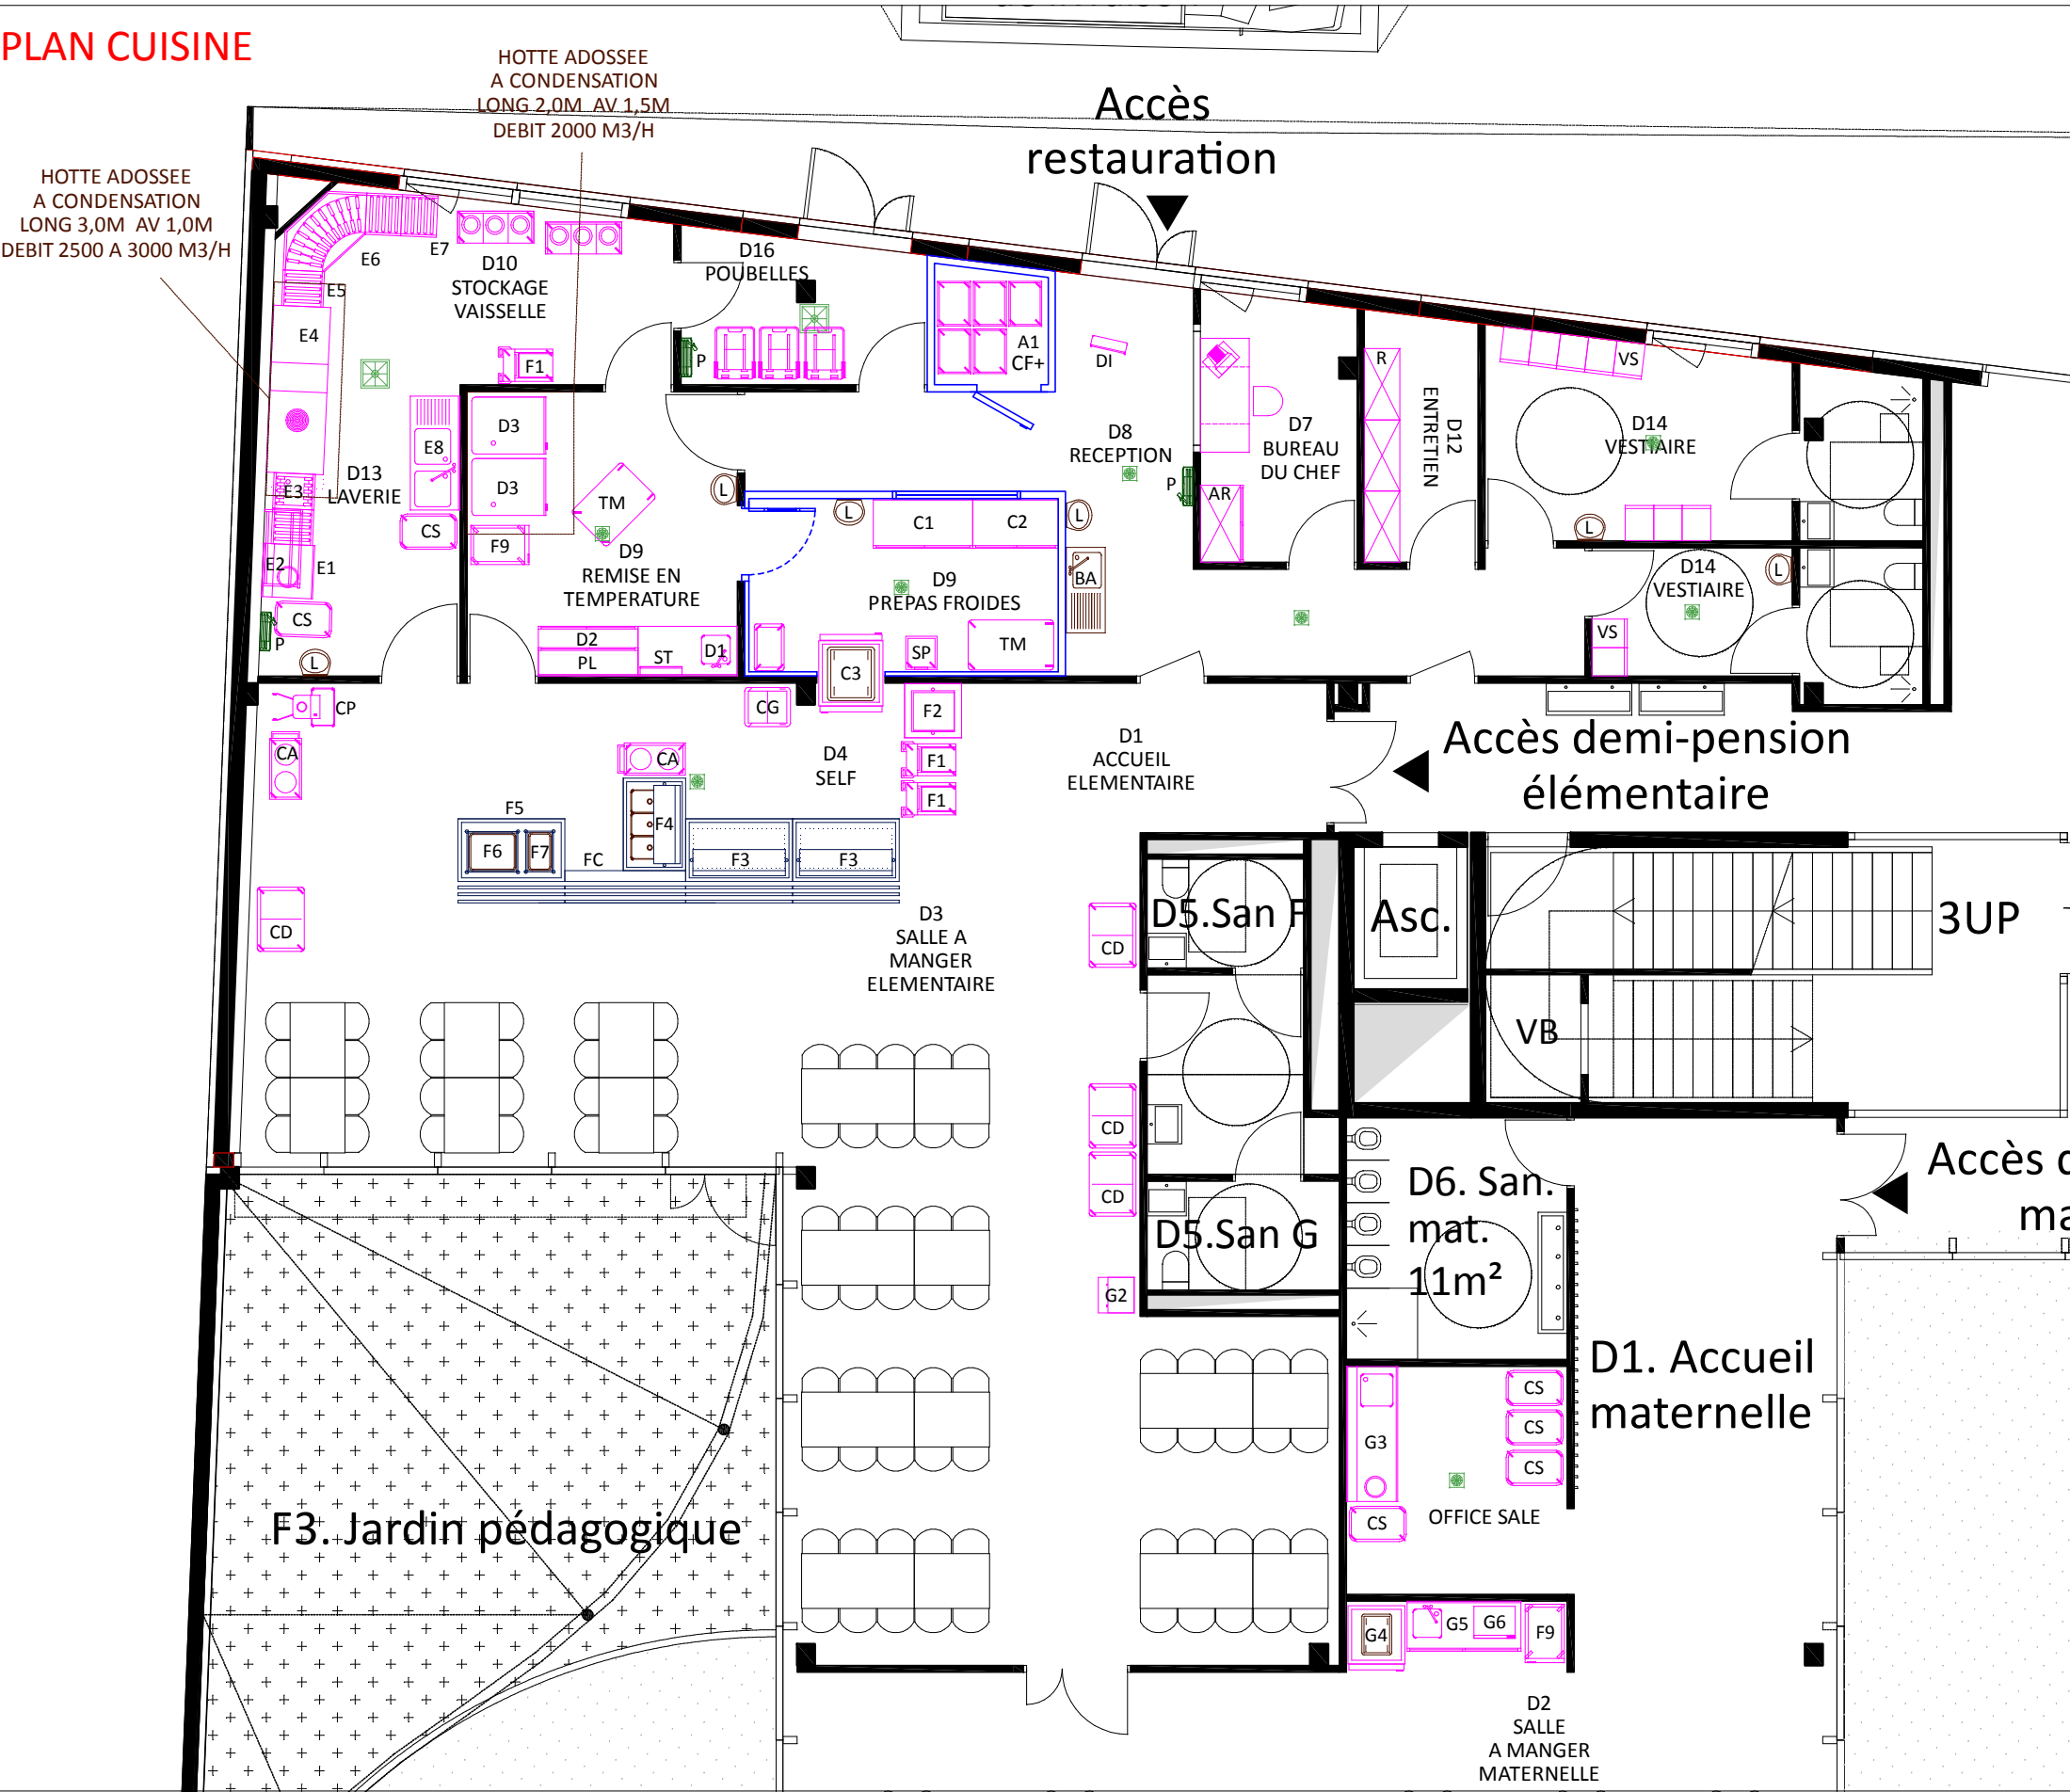 PLAN CUISINE
HOTTE ADOSSEE
A CONDENSATION
LONG 2,0M AV 1,5M
DEBIT 2000 M3/H
HOTTE ADOSSEE
A CONDENSATION
LONG 3,0M AV 1,0M
DEBIT 2500 A 3000 M3/H
Accès
restauration
E7
E6
E5
E4
E3
E2
E1
D10
STOCKAGE
VAISSELLE
D16
POUBELLES
P
F1
A1
CF+
DI
D8
RECEPTION
P
D7
BUREAU
DU CHEF
AR
R
D12
ENTRETIEN
VS
D14
VESTIAIRE
L
D14
VESTIAIRE
L
VS
D13
LAVERIE
E8
CS
CS
P
L
D3
D3
TM
F9
L
D9
REMISE EN
TEMPERATURE
D2
PL
ST
D1
L
C1
C2
L
BA
D9
PREPAS FROIDES
SP
TM
C3
CP
CA
CG
F2
F1
F1
CA
D4
SELF
D1
ACCUEIL
ELEMENTAIRE
Accès demi-pension
élémentaire
F5
F6
F7
FC
F4
F3
F3
CD
D3
SALLE A
MANGER
ELEMENTAIRE
CD
D5.San F
Asc.
3UP
VB
CD
CD
D5.San G
G2
D6. San.
mat.
11m²
Accès
D1. Accueil
maternelle
G3
CS
CS
CS
CS
OFFICE SALE
F3. Jardin pédagogique
G4
G5
G6
F9
D2
SALLE
A MANGER
MATERNELLE